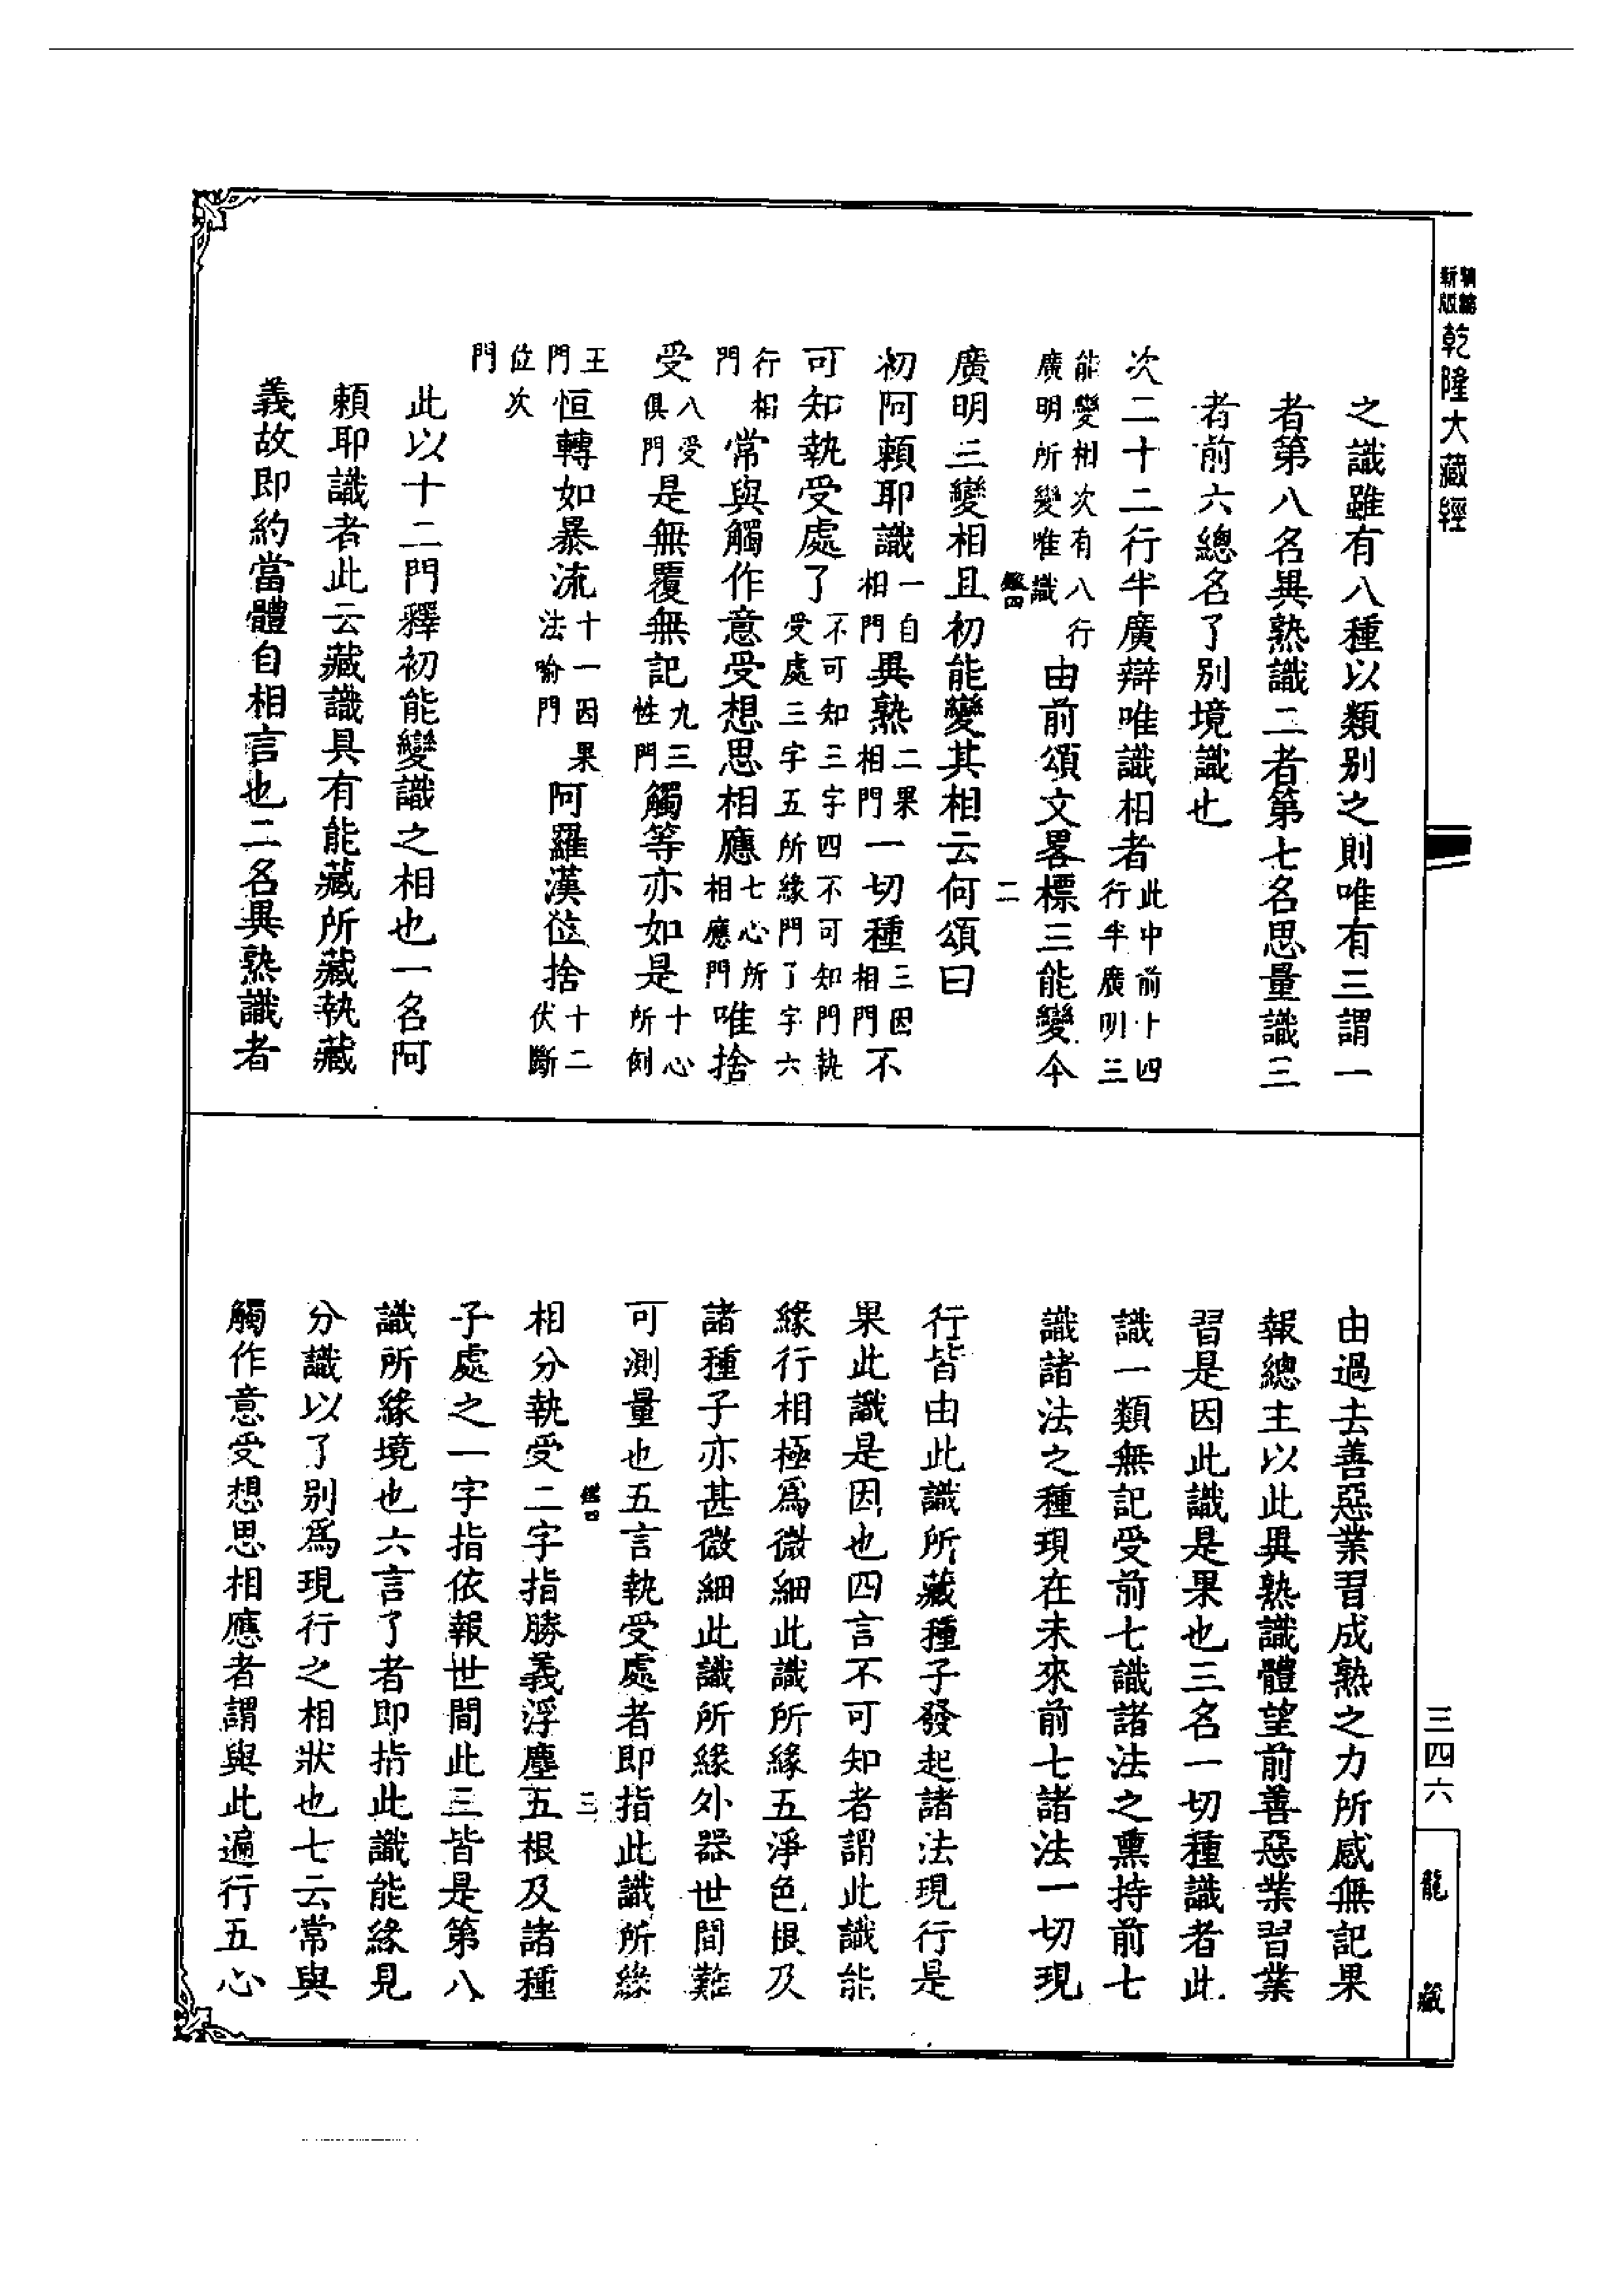 精縮
新版
乾隆大藏經
之識雖有八種以類别之則唯有三謂一
者第八名異熟識二者第七名思量識三
者前六總名了别境識也
次二十二行半廣辯唯識相者此中前十四
行半廣明三
能變相次有八行
廣明所變唯識由前頌文畧標三能變今
廣明三變相且初能變其相云何頌曰
初阿賴耶識一自
相門異熟二果
相門一切種三因
相門不
可知執受處了不可知三字四不可知門執
受處三字五所緣門了字六
行相
門常與觸作意受想思相應七心所
相應門唯捨
受八受
俱門是無覆無記九三
性門觸等亦如是十心
所例
王
門恒轉如暴流十一因果
法喻門阿羅漢位捨十二
伏斷
位次
門
此以十二門釋初能變識之相也一名阿
賴耶識者此云藏識具有能藏所藏執藏
義故即約當體自相言也二名異熟識者
鑑四
二
由過去善惡業習成熟之力所感無記果
報總主以此異熟識體望前善惡業習業
習是因此識是果也三名一切種識者此
識一類無記受前七識諸法之熏持前七
識諸法之種現在未來前七諸法一切現
行皆由此識所藏種子發起諸法現行是
果此識是因也四言不可知者謂此識能
緣行相極爲微細此識所緣五淨色根及
諸種子亦甚微細此識所緣外器世間難
可測量也五言執受處者即指此識所緣
相分執受二字指勝義浮塵五根及諸種
子處之一字指依報世間此三皆是第八
識所緣境也六言了者即指此識能緣見
分識以了别爲現行之相狀也七云常與
觸作意受想思相應者謂與此遍行五心
鑑四
三
三四六
龍藏